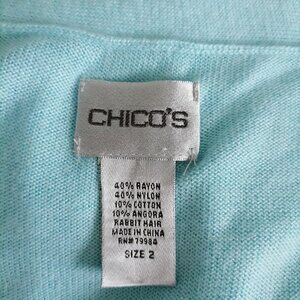 CHICO'S
40% RAYON
40% NYLON
10% COTTON
10% ANGORA
RABBIT HAIR
MADE IN CHINA
RN# 79984
SIZE 2